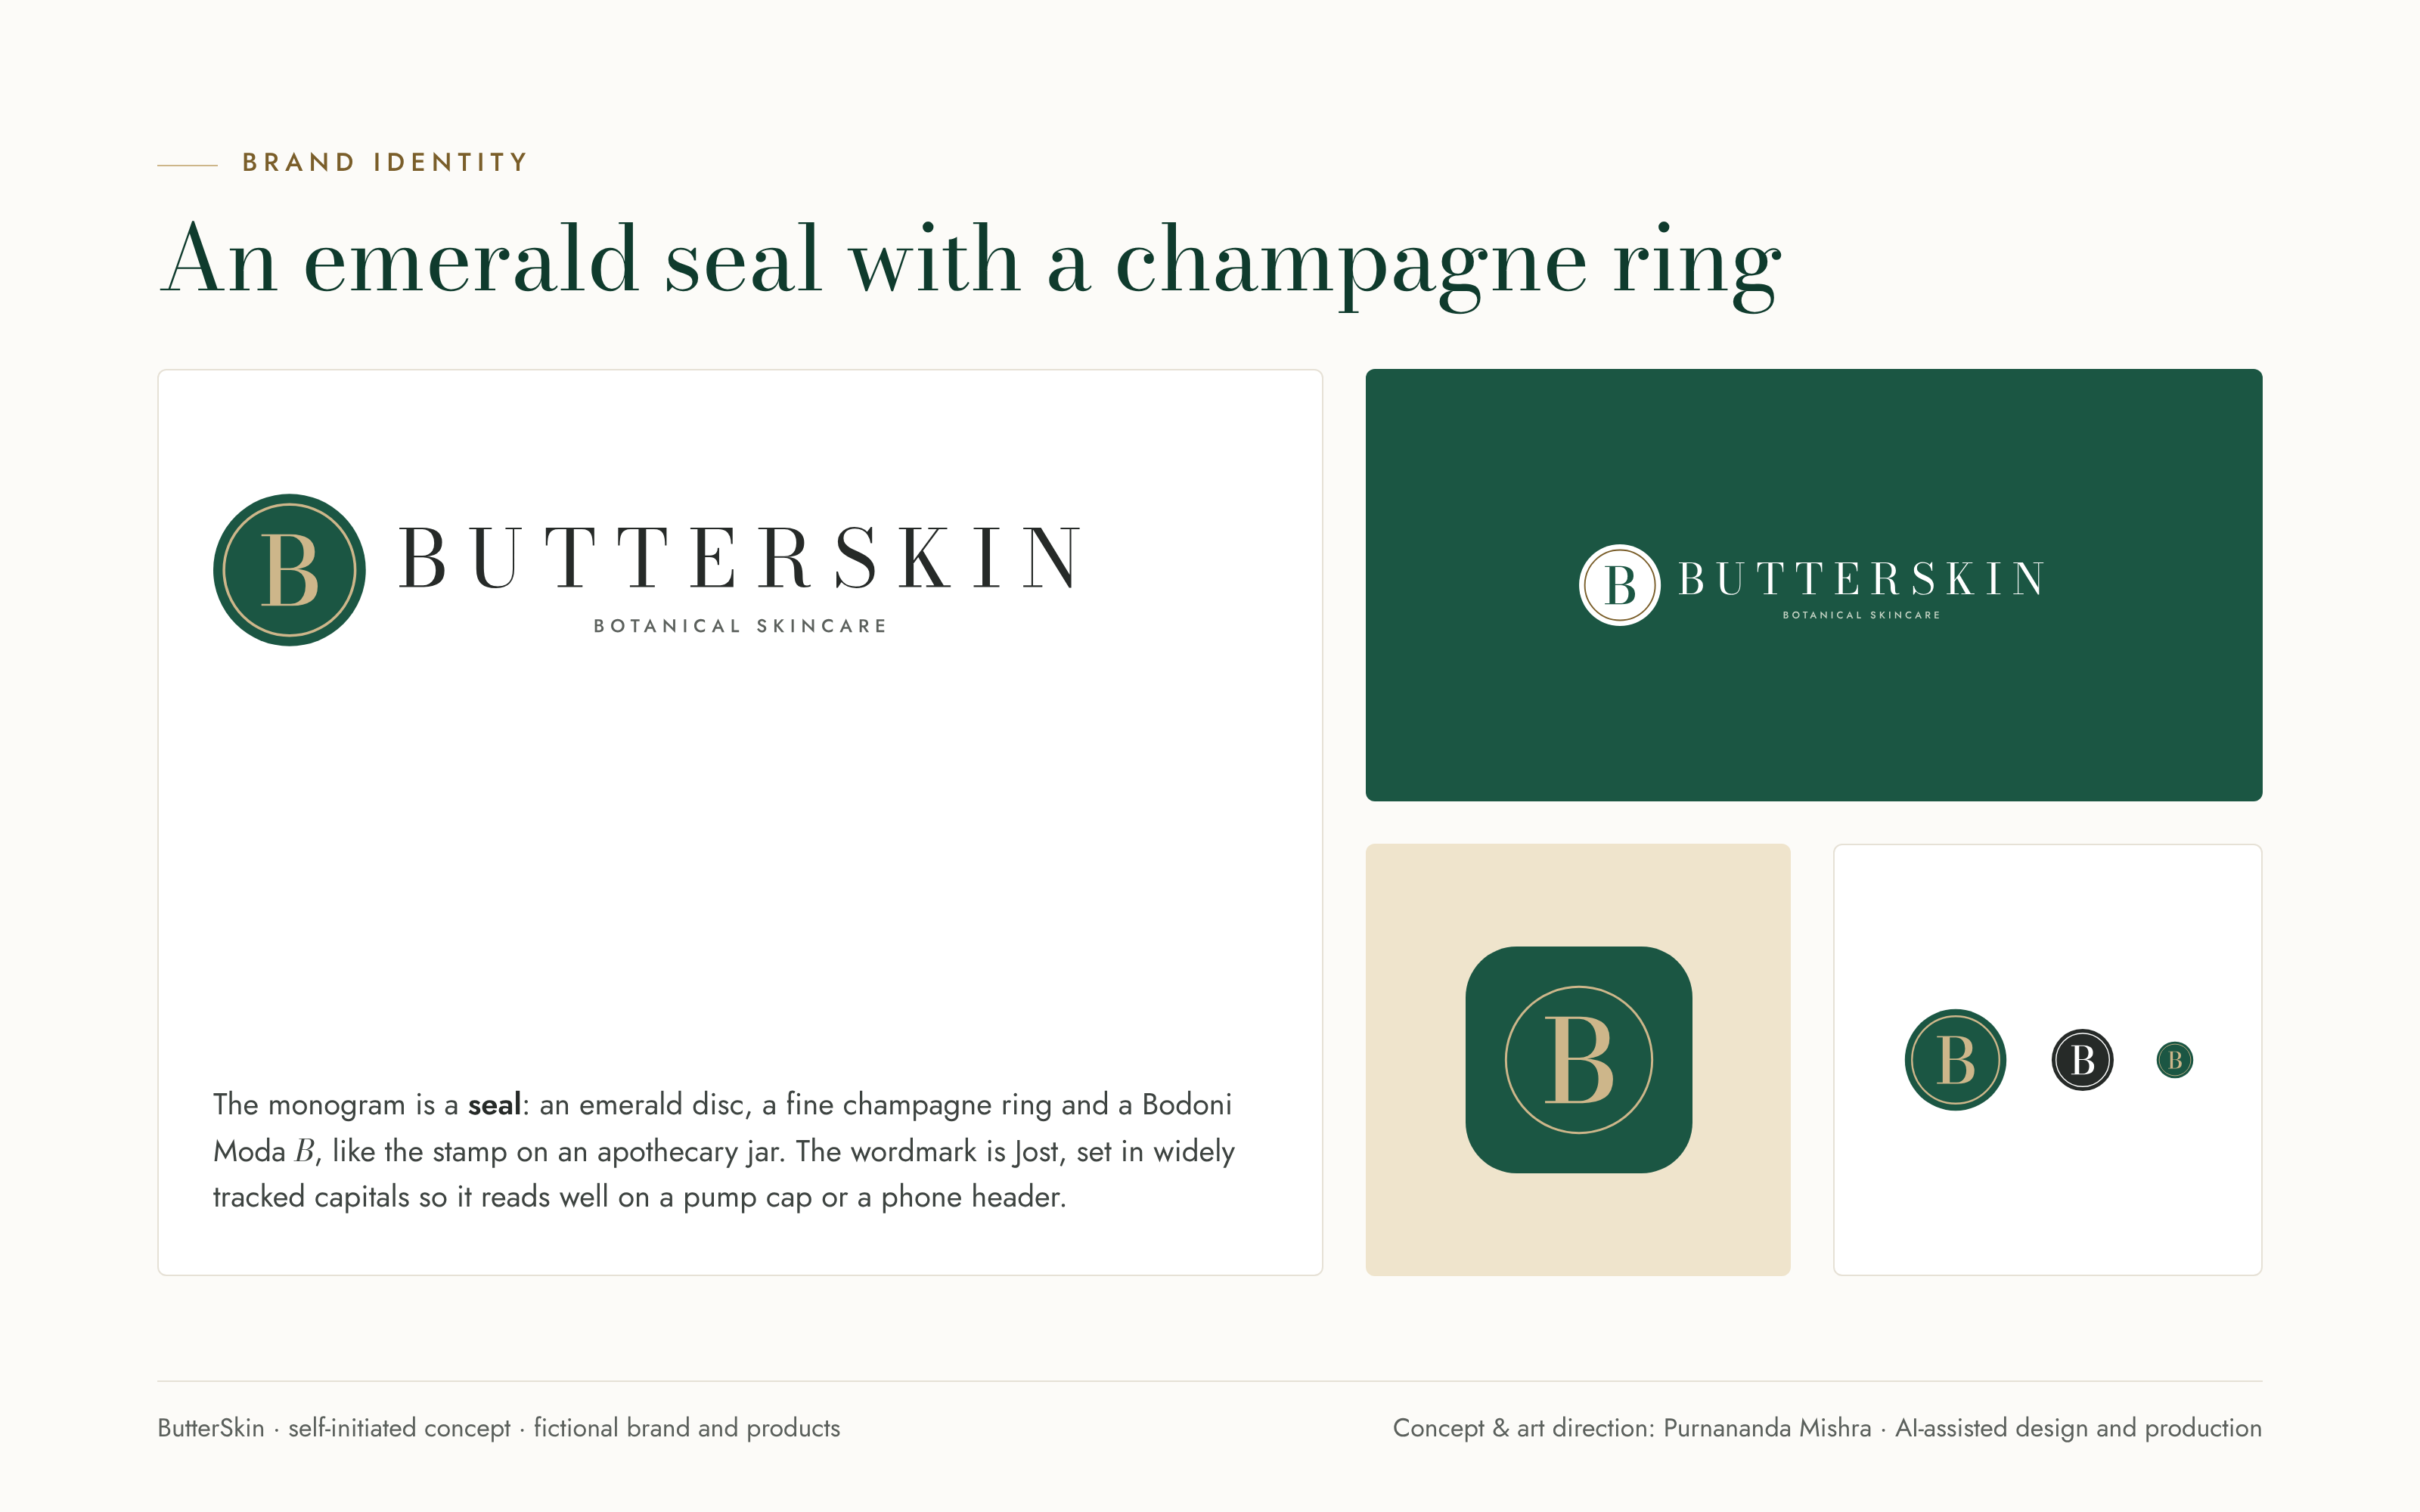 BRAND IDENTITY
An emerald seal with a champagne ring
B BUTTERSKIN
BOTANICAL SKINCARE
The monogram is a seal: an emerald disc, a fine champagne ring and a Bodoni
Moda B, like the stamp on an apothecary jar. The wordmark is Jost, set in widely
tracked capitals so it reads well on a pump cap or a phone header.
B BUTTERSKIN
BOTANICAL SKINCARE
B
B B B
ButterSkin · self-initiated concept · fictional brand and products
Concept & art direction: Purnananda Mishra · AI-assisted design and production